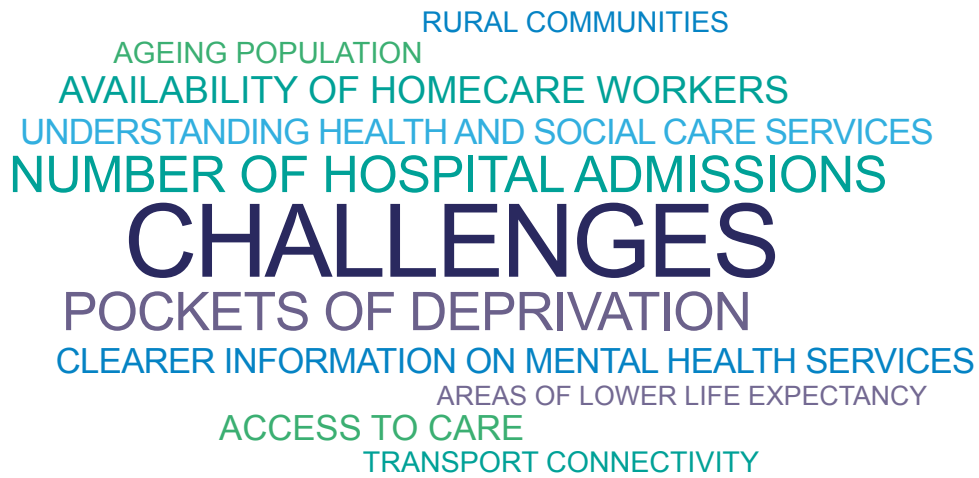 RURAL COMMUNITIES
AGEING POPULATION
AVAILABILITY OF HOMECARE WORKERS
UNDERSTANDING HEALTH AND SOCIAL CARE SERVICES
NUMBER OF HOSPITAL ADMISSIONS
CHALLENGES
POCKETS OF DEPRIVATION
CLEARER INFORMATION ON MENTAL HEALTH SERVICES
AREAS OF LOWER LIFE EXPECTANCY
ACCESS TO CARE
TRANSPORT CONNECTIVITY